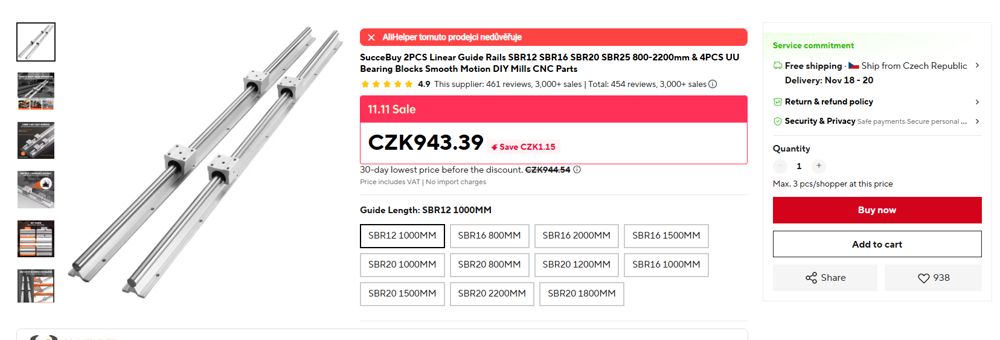 AliHelper tomuto prodejci nedůvěřuje
SucceBuy 2PCS Linear Guide Rails SBR12 SBR16 SBR20 SBR25 800-2200mm & 4PCS UU
Bearing Blocks Smooth Motion DIY Mills CNC Parts
4.9 This supplier: 461 reviews, 3,000+ sales | Total: 454 reviews, 3,000+ sales
11.11 Sale
CZK943.39 Save CZK1.15
30-day lowest price before the discount. CZK944.54
Price includes VAT | No import charges
Guide Length: SBR12 1000MM
SBR12 1000MM SBR16 800MM SBR16 2000MM SBR16 1500MM
SBR20 1000MM SBR20 800MM SBR20 1200MM SBR16 1000MM
SBR20 1500MM SBR20 2200MM SBR20 1800MM
Service commitment
Free shipping · Ship from Czech Republic
Delivery: Nov 18 - 20
Return & refund policy
Security & Privacy Safe payments·Secure personal ...
Quantity
1
Max. 3 pcs/shopper at this price
Buy now
Add to cart
Share 938